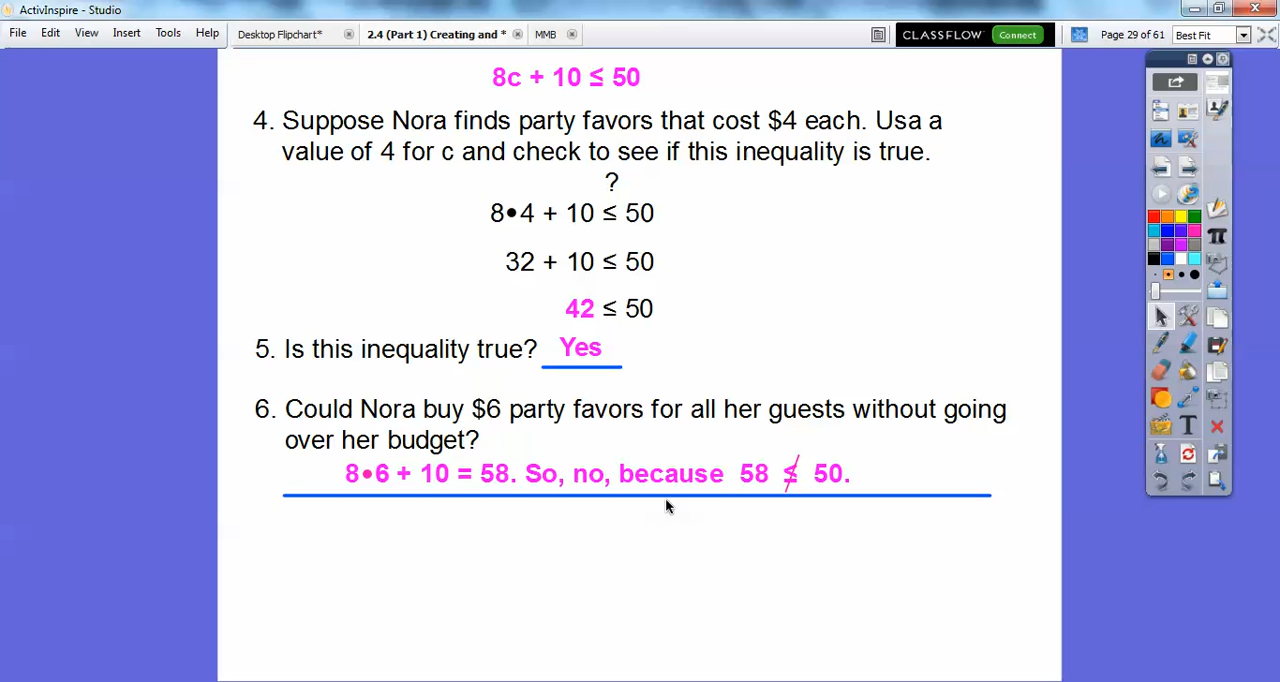 ActivInspire - Studio
File Edit View Insert Tools Help Desktop Flipchart* 2.4 (Part 1) Creating and * MMB CLASSFLOW Connect Page 29 of 61 Best Fit
8c + 10 ≤ 50
4. Suppose Nora finds party favors that cost $4 each. Usa a
value of 4 for c and check to see if this inequality is true.
?
8•4 + 10 ≤ 50
32 + 10 ≤ 50
42 ≤ 50
5. Is this inequality true? Yes
6. Could Nora buy $6 party favors for all her guests without going
over her budget?
8•6 + 10 = 58. So, no, because 58 ≰ 50.